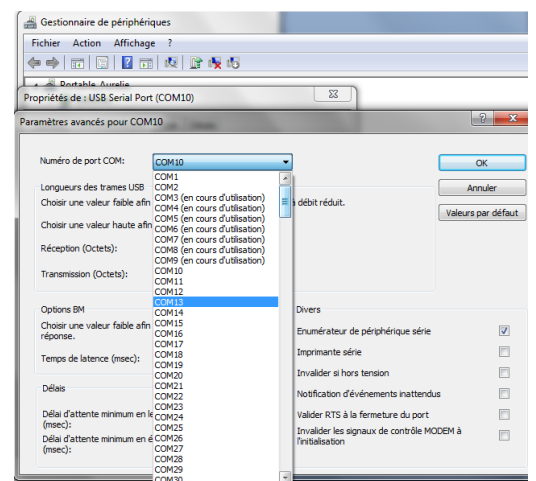 Gestionnaire de périphériques
Fichier Action Affichage ?
Portable Aurelie
Propriétés de : USB Serial Port (COM10)
Paramètres avancés pour COM10
Numéro de port COM: COM10 OK
COM1
COM2
COM3 (en cours d'utilisation)
COM4 (en cours d'utilisation)
COM5 (en cours d'utilisation)
COM6 (en cours d'utilisation)
COM7 (en cours d'utilisation)
COM8 (en cours d'utilisation)
COM9 (en cours d'utilisation)
COM10
COM11
COM12
COM13
COM14
COM15
COM16
COM17
COM18
COM19
COM20
COM21
COM22
COM23
COM24
COM25
COM26
COM27
COM28
COM29
COM30
Annuler
Valeurs par défaut
Longueurs des trames USB
Choisir une valeur faible afin à débit réduit.
Choisir une valeur haute afin
Réception (Octets):
Transmission (Octets):
Options BM
Choisir une valeur faible afin
réponse.
Temps de latence (msec):
Délais
Délai d'attente minimum en le
(msec):
Délai d'attente minimum en é
(msec):
Divers
Enumérateur de périphérique série
Imprimante série
Invalider si hors tension
Notification d'événements inattendus
Valider RTS à la fermeture du port
Invalider les signaux de contrôle MODEM à
l'initialisation